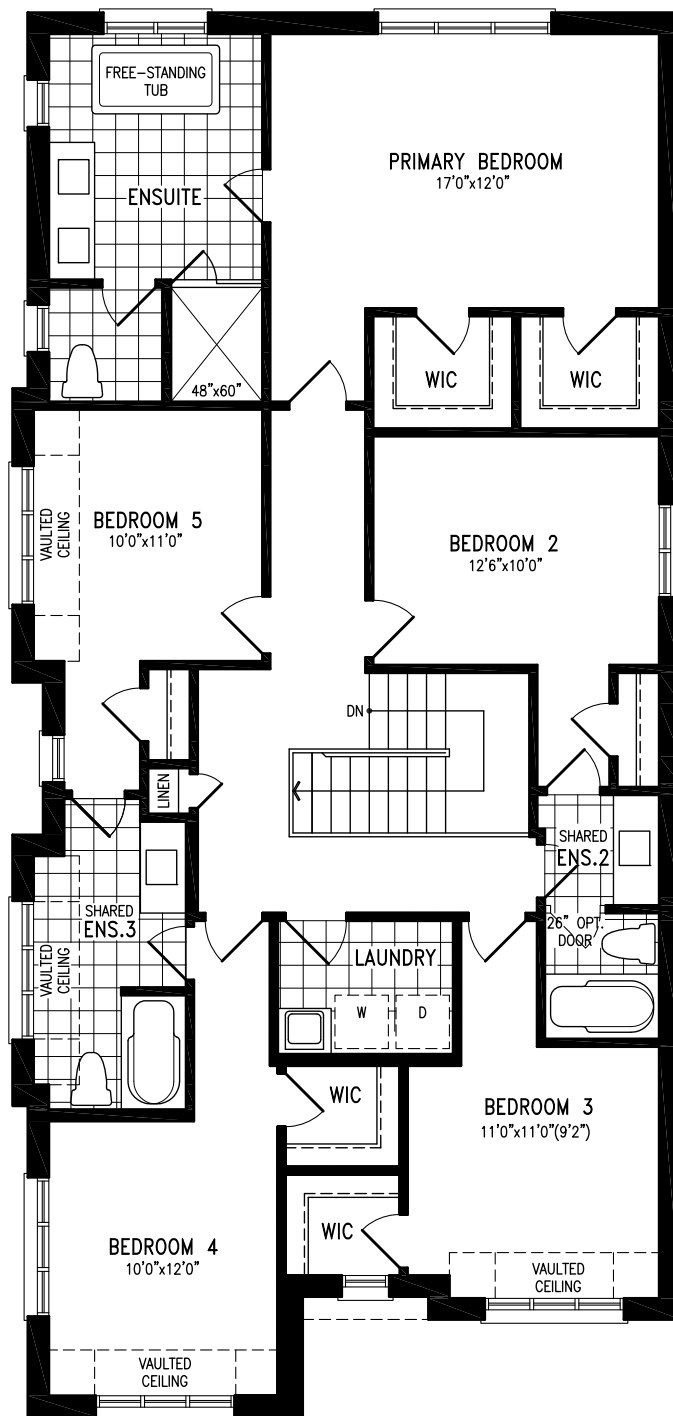 FREE-STANDING
TUB
PRIMARY BEDROOM
17'0"x12'0"
ENSUITE
48"x60"
WIC
WIC
VAULTED
CEILING
BEDROOM 5
10'0"x11'0"
BEDROOM 2
12'6"x10'0"
DN
LINEN
SHARED
ENS.2
26" OPT.
DOOR
SHARED
ENS.3
VAULTED
CEILING
LAUNDRY
W
D
WIC
BEDROOM 3
11'0"x11'0"(9'2")
WIC
BEDROOM 4
10'0"x12'0"
VAULTED
CEILING
VAULTED
CEILING